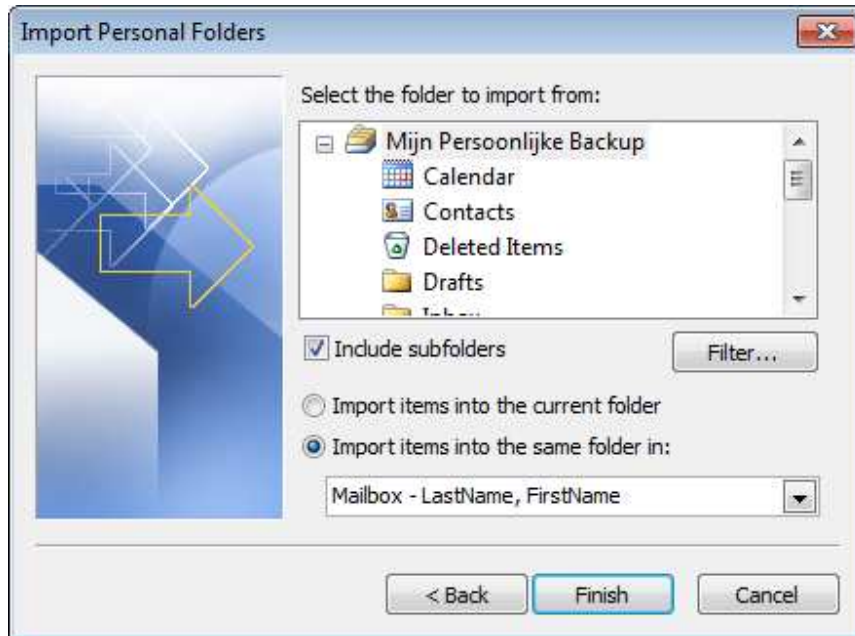 Import Personal Folders
Select the folder to import from:
Mijn Persoonlijke Backup
Calendar
Contacts
Deleted Items
Drafts
Include subfolders
Filter...
Import items into the current folder
Import items into the same folder in:
Mailbox - LastName, FirstName
< Back
Finish
Cancel